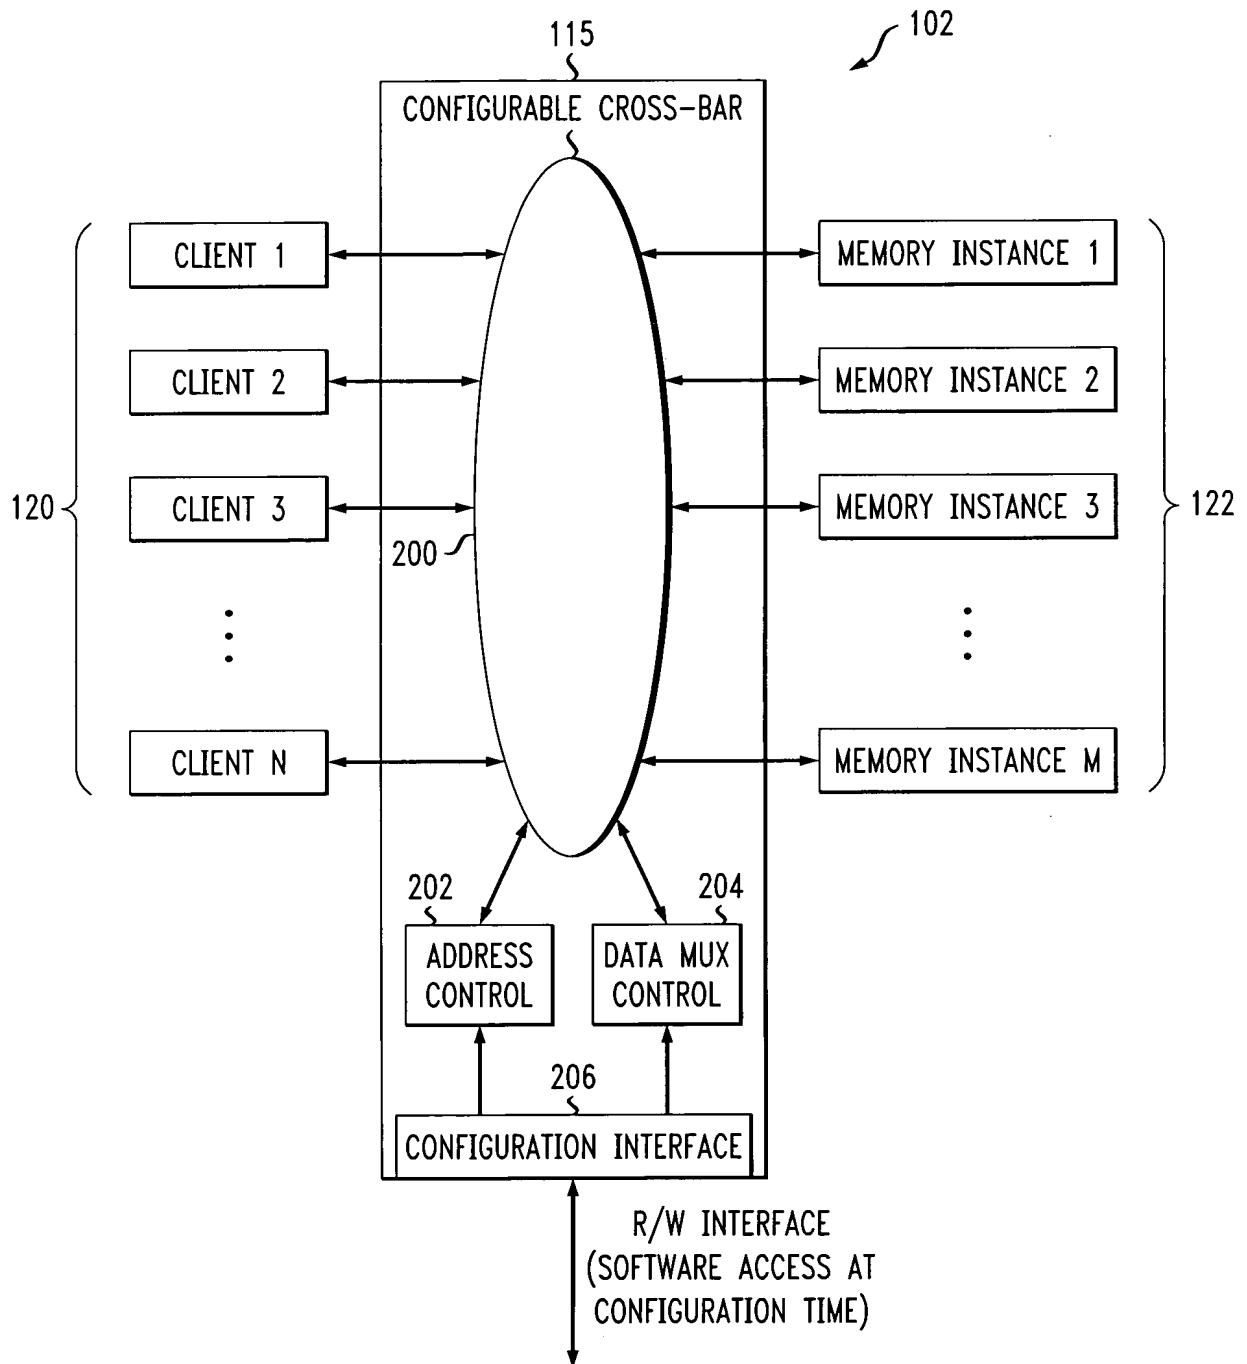 102
115
CONFIGURABLE CROSS-BAR
CLIENT 1
CLIENT 2
CLIENT 3
CLIENT N
120
200
MEMORY INSTANCE 1
MEMORY INSTANCE 2
MEMORY INSTANCE 3
MEMORY INSTANCE M
122
202
ADDRESS
CONTROL
204
DATA MUX
CONTROL
206
CONFIGURATION INTERFACE
R/W INTERFACE
(SOFTWARE ACCESS AT
CONFIGURATION TIME)